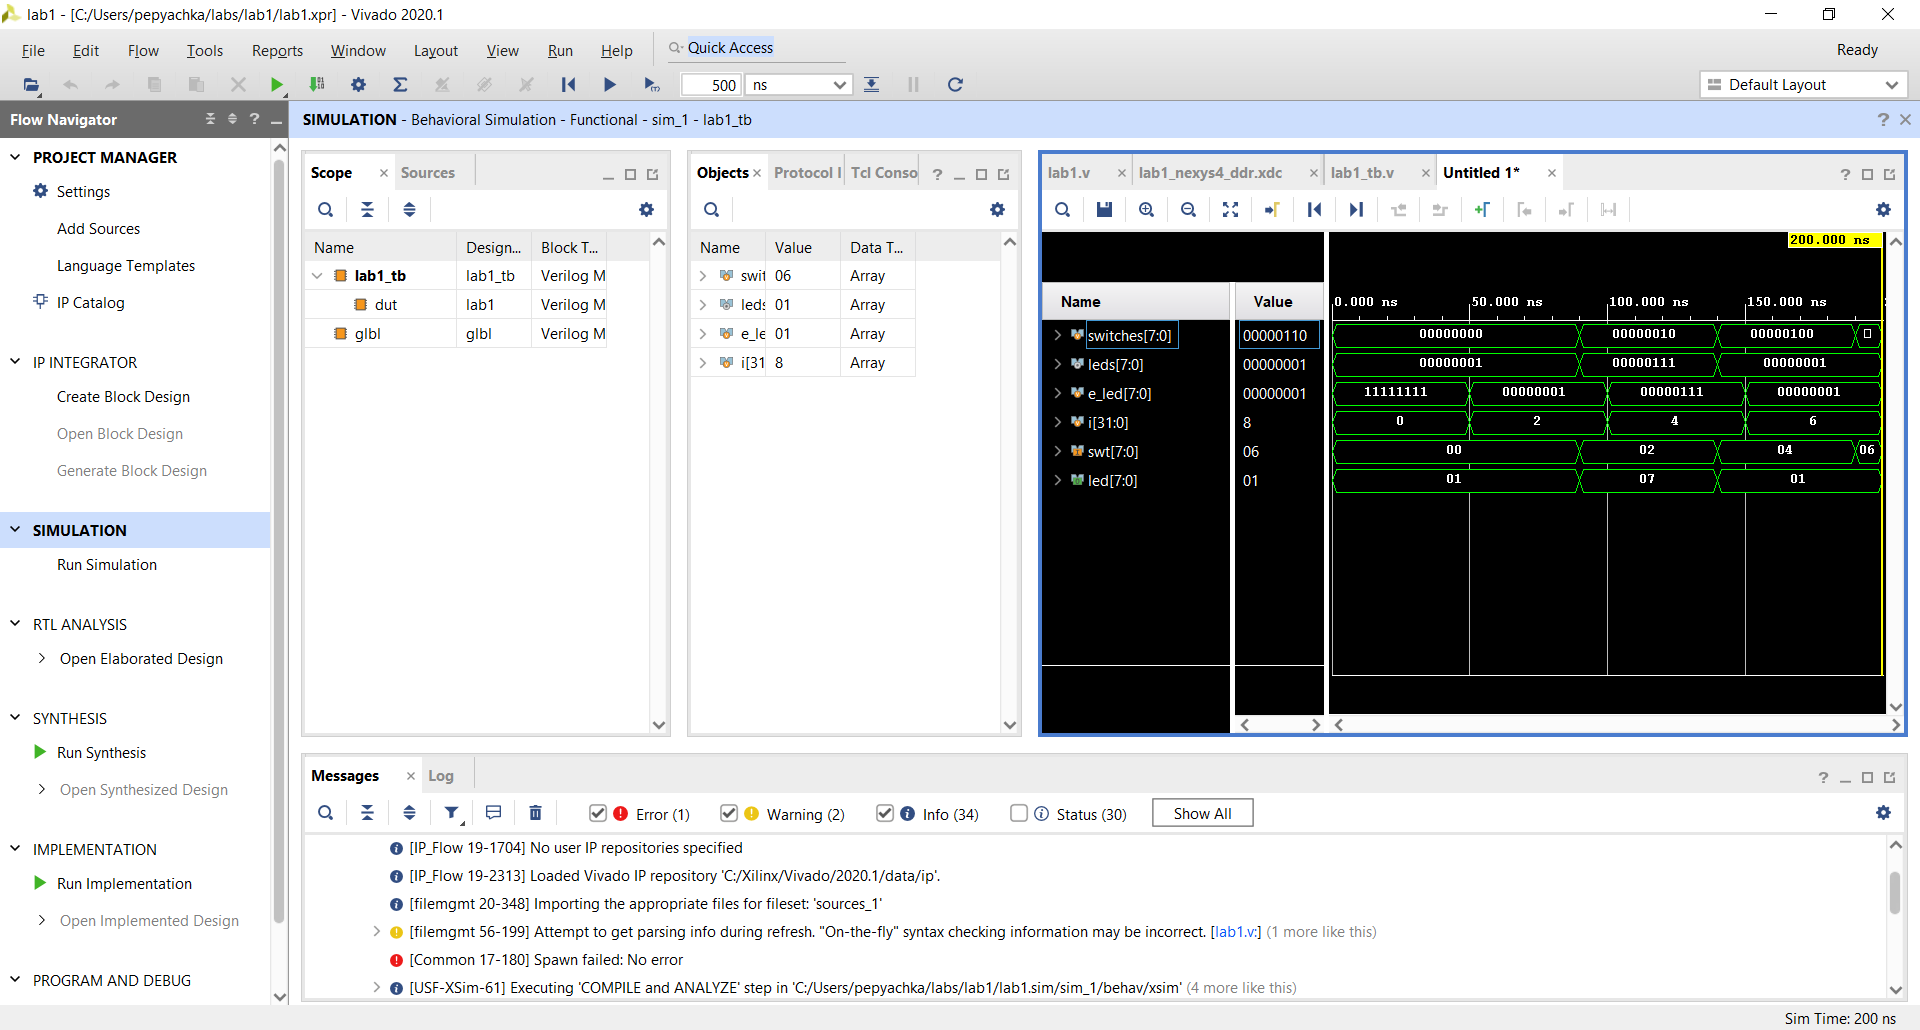 lab1 - [C:/Users/pepyachka/labs/lab1/lab1.xpr] - Vivado 2020.1
File Edit Flow Tools Reports Window Layout View Run Help Quick Access Ready
500 ns Default Layout
Flow Navigator
PROJECT MANAGER
Settings
Add Sources
Language Templates
IP Catalog
IP INTEGRATOR
Create Block Design
Open Block Design
Generate Block Design
SIMULATION
Run Simulation
RTL ANALYSIS
Open Elaborated Design
SYNTHESIS
Run Synthesis
Open Synthesized Design
IMPLEMENTATION
Run Implementation
Open Implemented Design
PROGRAM AND DEBUG
SIMULATION - Behavioral Simulation - Functional - sim_1 - lab1_tb
Scope Sources
Name Design... Block T...
lab1_tb lab1_tb Verilog M
dut lab1 Verilog M
glbl glbl Verilog M
Objects Protocol I Tcl Conso
Name Value Data T...
swit 06 Array
leds 01 Array
e_le 01 Array
i[31 8 Array
lab1.v lab1_nexys4_ddr.xdc lab1_tb.v Untitled 1*
200.000 ns
Name Value 0.000 ns 50.000 ns 100.000 ns 150.000 ns
switches[7:0] 00000110 00000000 00000010 00000100
leds[7:0] 00000001 00000001 00000111 00000001
e_led[7:0] 00000001 11111111 00000001 00000111 00000001
i[31:0] 8 0 2 4 6
swt[7:0] 06 00 02 04 06
led[7:0] 01 01 07 01
Messages Log
Error (1) Warning (2) Info (34) Status (30) Show All
[IP_Flow 19-1704] No user IP repositories specified
[IP_Flow 19-2313] Loaded Vivado IP repository 'C:/Xilinx/Vivado/2020.1/data/ip'.
[filemgmt 20-348] Importing the appropriate files for fileset: 'sources_1'
[filemgmt 56-199] Attempt to get parsing info during refresh. "On-the-fly" syntax checking information may be incorrect. [lab1.v:] (1 more like this)
[Common 17-180] Spawn failed: No error
[USF-XSim-61] Executing 'COMPILE and ANALYZE' step in 'C:/Users/pepyachka/labs/lab1/lab1.sim/sim_1/behav/xsim' (4 more like this)
Sim Time: 200 ns